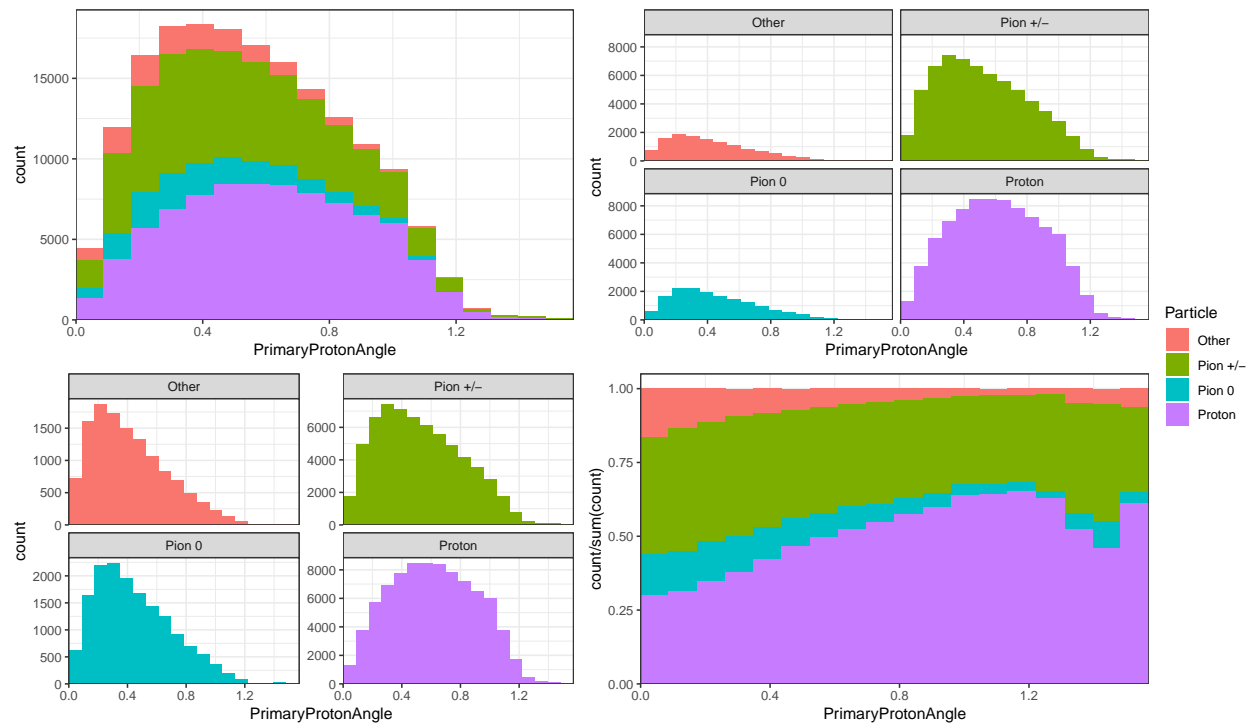 count
15000
10000
5000
0
0.0 0.4 0.8 1.2
PrimaryProtonAngle
Other Pion +/−
count
8000
6000
4000
2000
0
Pion 0 Proton
8000
6000
4000
2000
0
0.0 0.4 0.8 1.2 0.0 0.4 0.8 1.2
PrimaryProtonAngle
Particle
Other
Pion +/−
Pion 0
Proton
Other Pion +/−
count
1500
1000
500
0
6000
4000
2000
0
Pion 0 Proton
2000
1500
1000
500
0
8000
6000
4000
2000
0
0.0 0.4 0.8 1.2 0.0 0.4 0.8 1.2
PrimaryProtonAngle
count/sum(count)
1.00
0.75
0.50
0.25
0.00
0.0 0.4 0.8 1.2
PrimaryProtonAngle